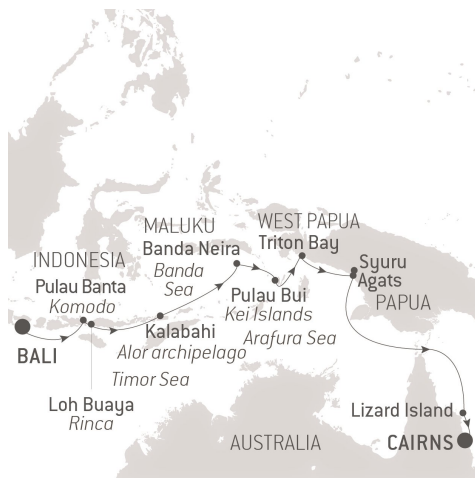 MALUKU
WEST PAPUA
Banda Neira
Triton Bay
INDONESIA
Banda
Sea
Syuru
Agats
Pulau Banta
Komodo
Pulau Bui
Kei Islands
PAPUA
Kalabahi
Arafura Sea
BALI
Alor archipelago
Timor Sea
Loh Buaya
Rinca
Lizard Island
AUSTRALIA
CAIRNS